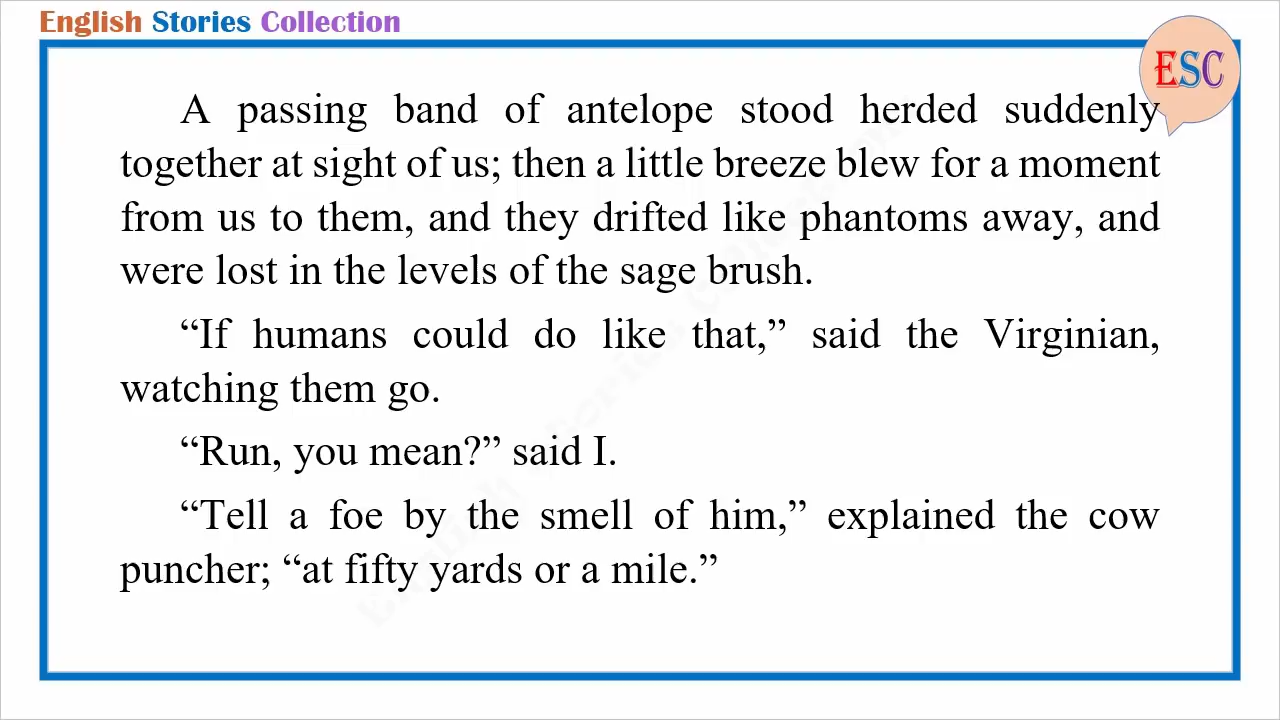 English Stories Collection
ESC
A passing band of antelope stood herded suddenly
together at sight of us; then a little breeze blew for a moment
from us to them, and they drifted like phantoms away, and
were lost in the levels of the sage brush.
“If humans could do like that,” said the Virginian,
watching them go.
“Run, you mean?” said I.
“Tell a foe by the smell of him,” explained the cow
puncher; “at fifty yards or a mile.”
English Stories Collection